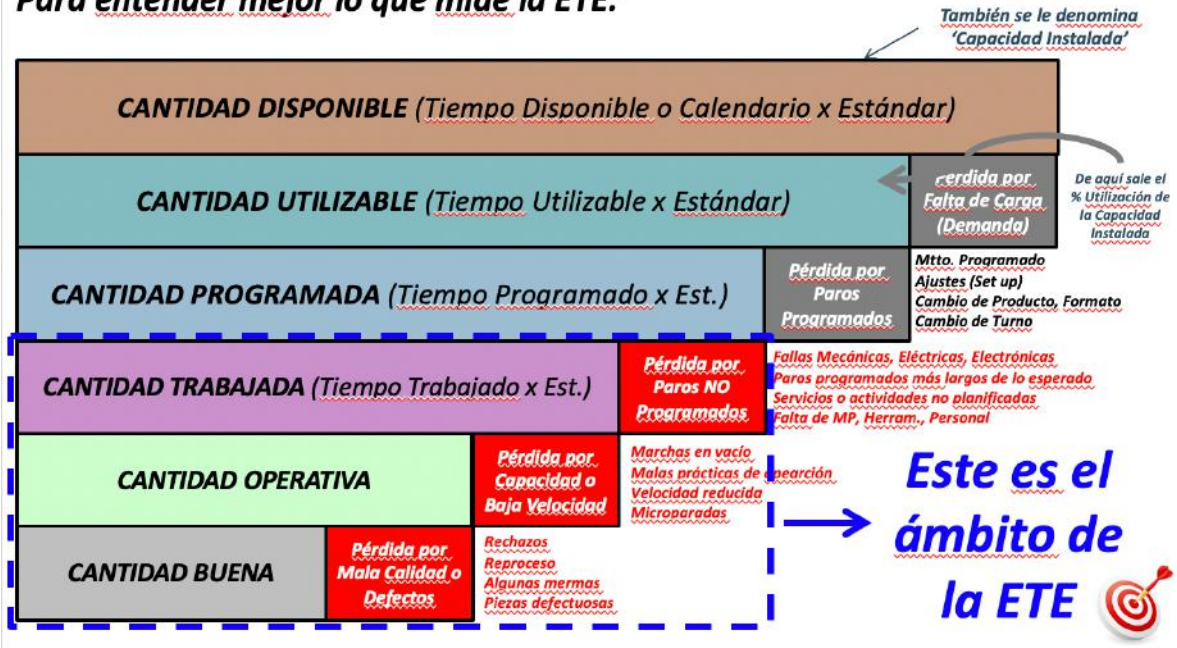 Para entender mejor lo que mide la ETE:
También se le denomina
‘Capacidad Instalada’
CANTIDAD DISPONIBLE (Tiempo Disponible o Calendario x Estándar)
CANTIDAD UTILIZABLE (Tiempo Utilizable x Estándar)
Perdida por
Falta de Carga
(Demanda)
De aquí sale el
% Utilización de
la Capacidad
Instalada
CANTIDAD PROGRAMADA (Tiempo Programado x Est.)
Pérdida por
Paros
Programados
Mtto. Programado
Ajustes (Set up)
Cambio de Producto, Formato
Cambio de Turno
CANTIDAD TRABAJADA (Tiempo Trabajado x Est.)
Pérdida por
Paros NO
Programados
Fallas Mecánicas, Eléctricas, Electrónicas
Paros programados más largos de lo esperado
Servicios o actividades no planificadas
Falta de MP, Herram., Personal
CANTIDAD OPERATIVA
Pérdida por
Capacidad o
Baja Velocidad
Marchas en vacío
Malas prácticas de opearción
Velocidad reducida
Microparadas
CANTIDAD BUENA
Pérdida por
Mala Calidad o
Defectos
Rechazos
Reproceso
Algunas mermas
Piezas defectuosas
Este es el
ámbito de
la ETE